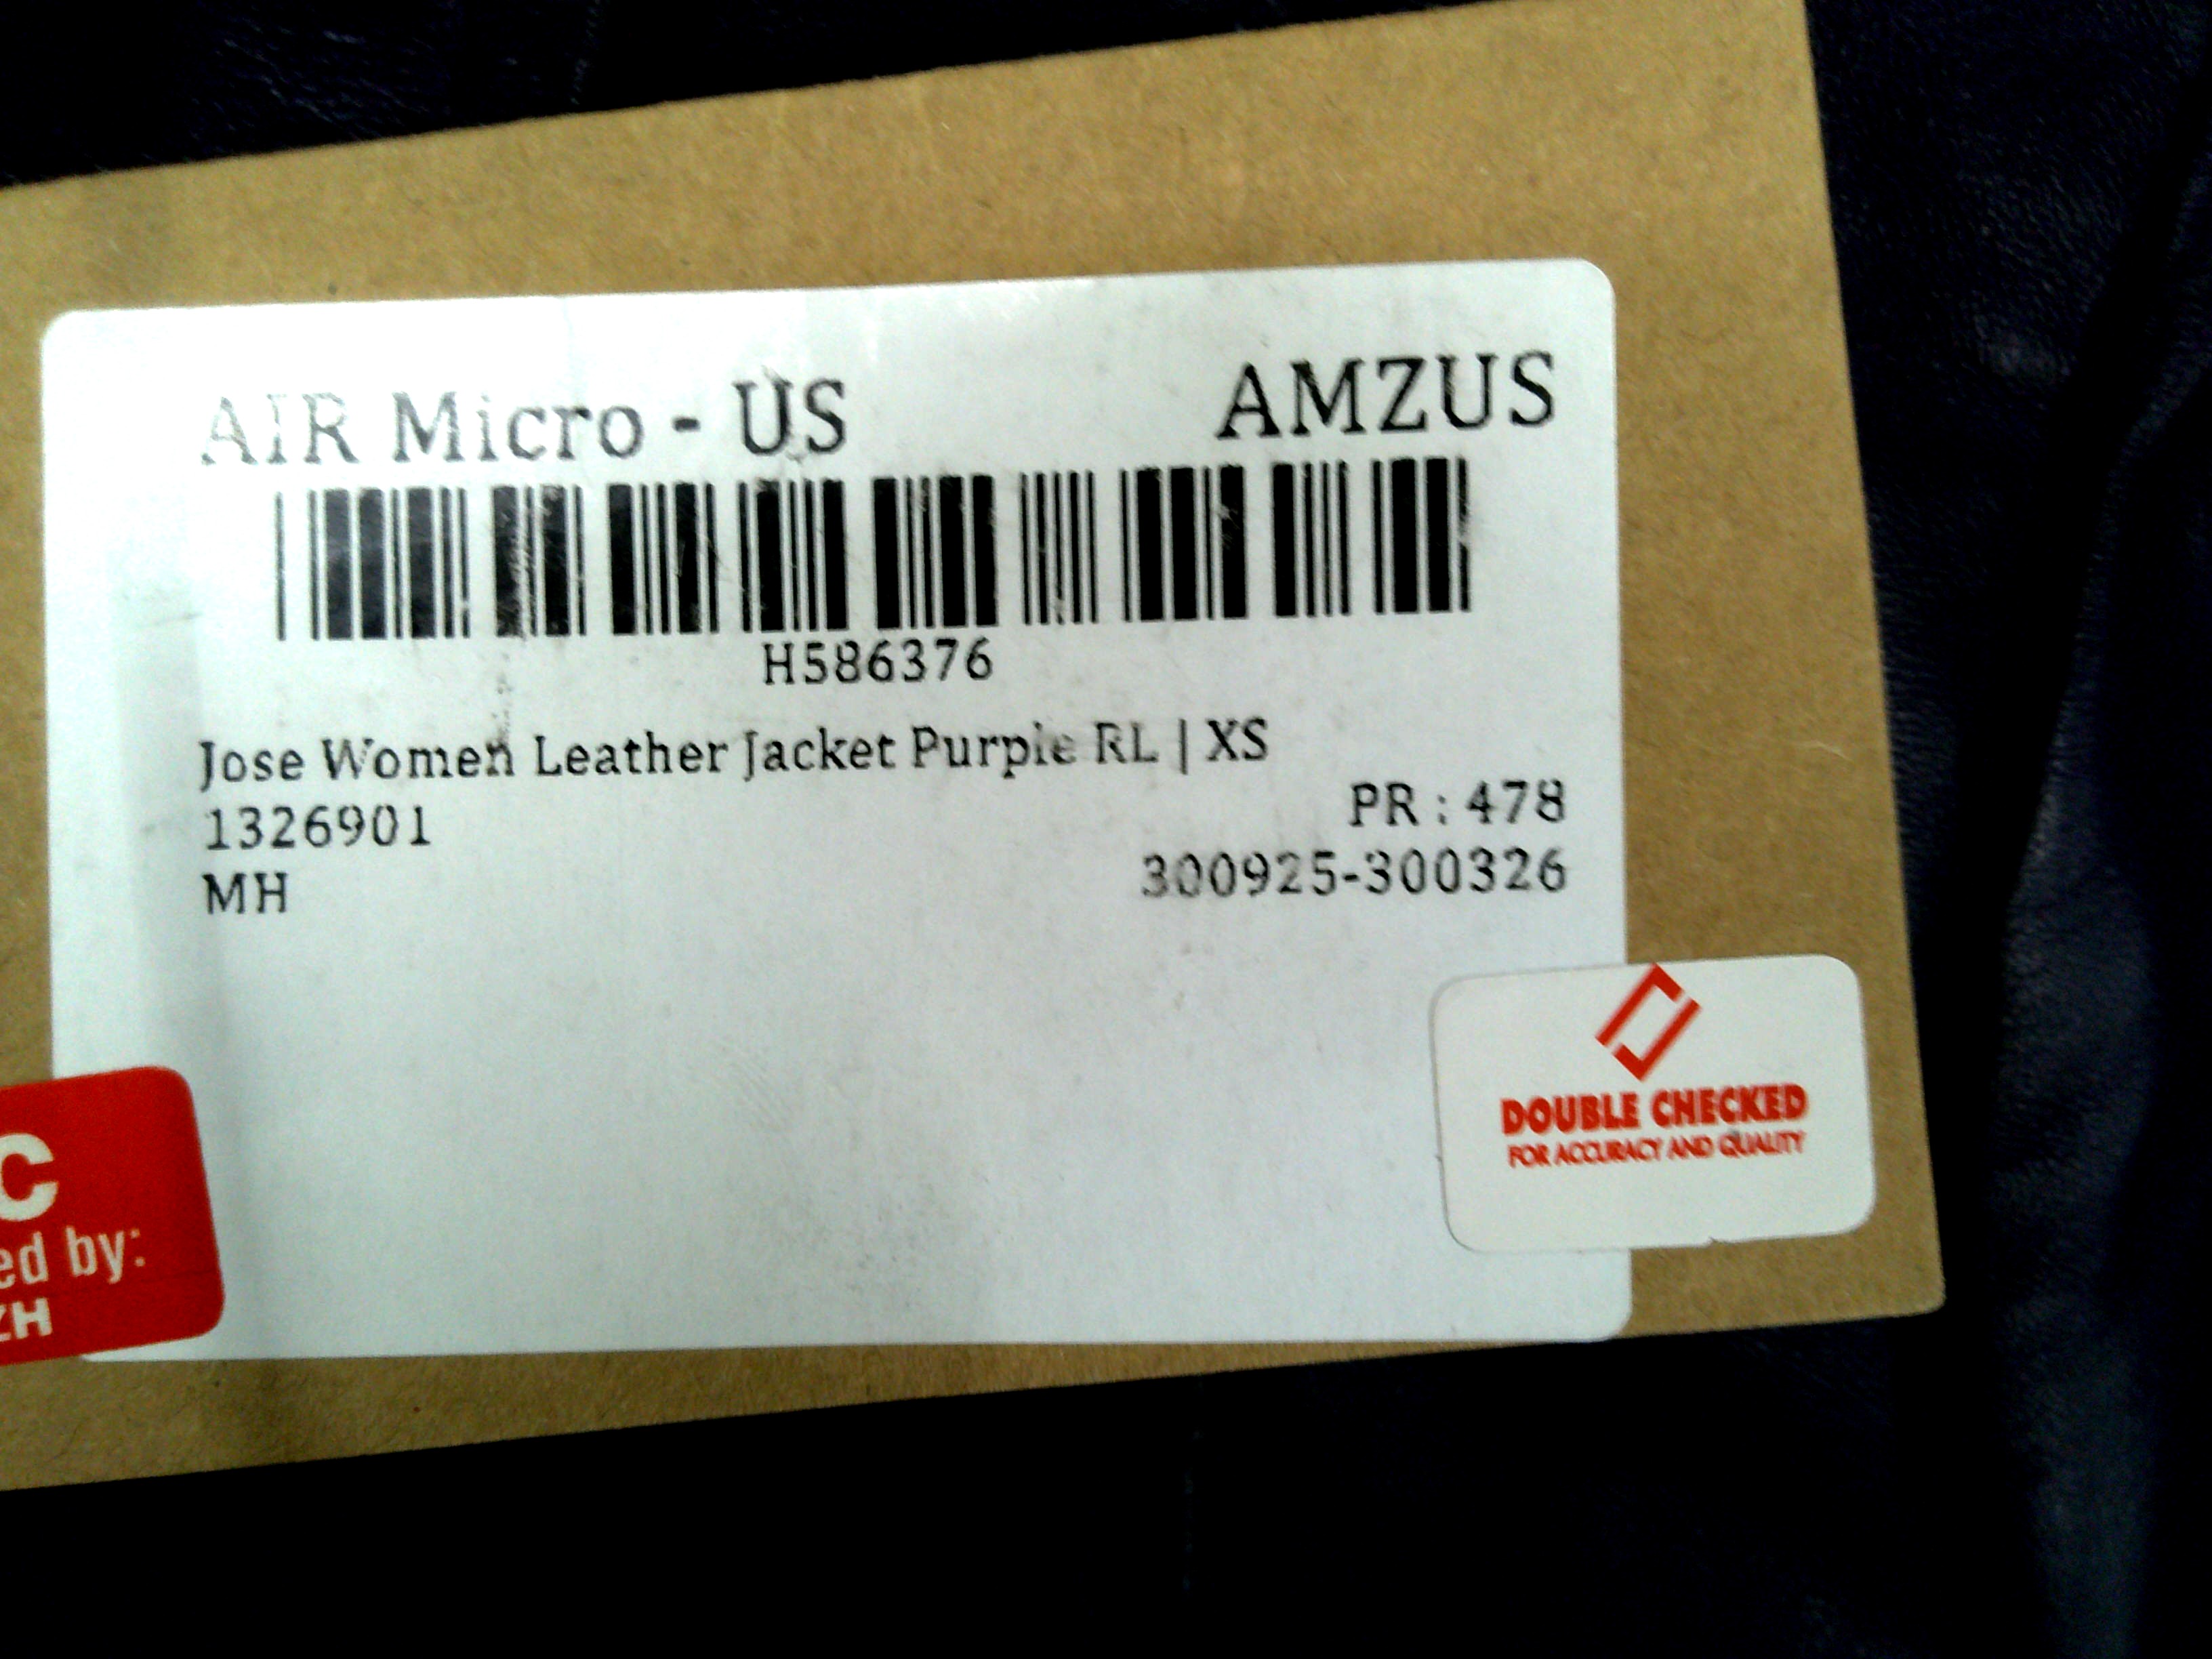 AIR Micro - US AMZUS
H586376
Jose Women Leather Jacket Purple RL | XS
1326901 PR : 478
MH 300925-300326
DOUBLE CHECKED
FOR ACCURACY AND QUALITY
C
ed by:
ZH